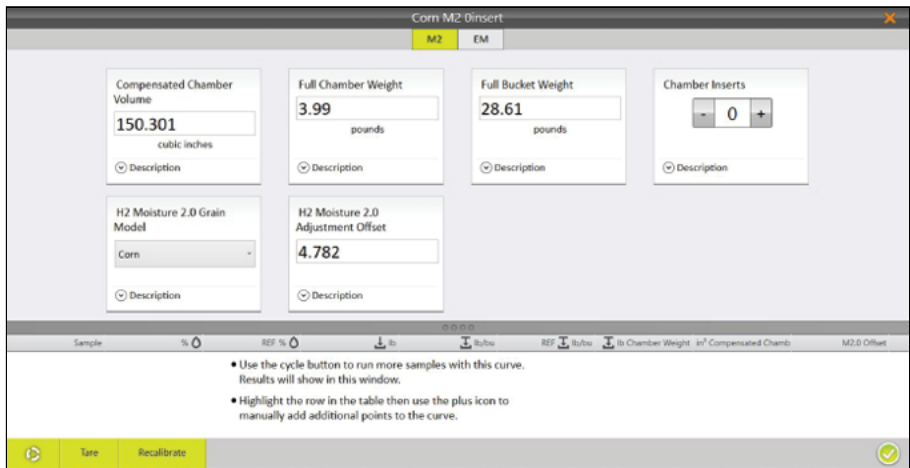 Corn M2 0insert
M2 EM
Compensated Chamber
Volume
150.301
cubic inches
Description
Full Chamber Weight
3.99
pounds
Description
Full Bucket Weight
28.61
pounds
Description
Chamber Inserts
- 0 +
Description
H2 Moisture 2.0 Grain
Model
Corn
Description
H2 Moisture 2.0
Adjustment Offset
4.782
Description
Sample % REF % lb lb/bu REF lb/bu lb Chamber Weight in³ Compensated Chamb M2.0 Offset
• Use the cycle button to run more samples with this curve.
Results will show in this window.
• Highlight the row in the table then use the plus icon to
manually add additional points to the curve.
Tare Recalibrate